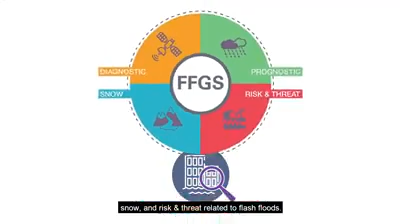 FFGS
DIAGNOSTIC
PROGNOSTIC
SNOW
RISK & THREAT
snow, and risk & threat related to flash floods.